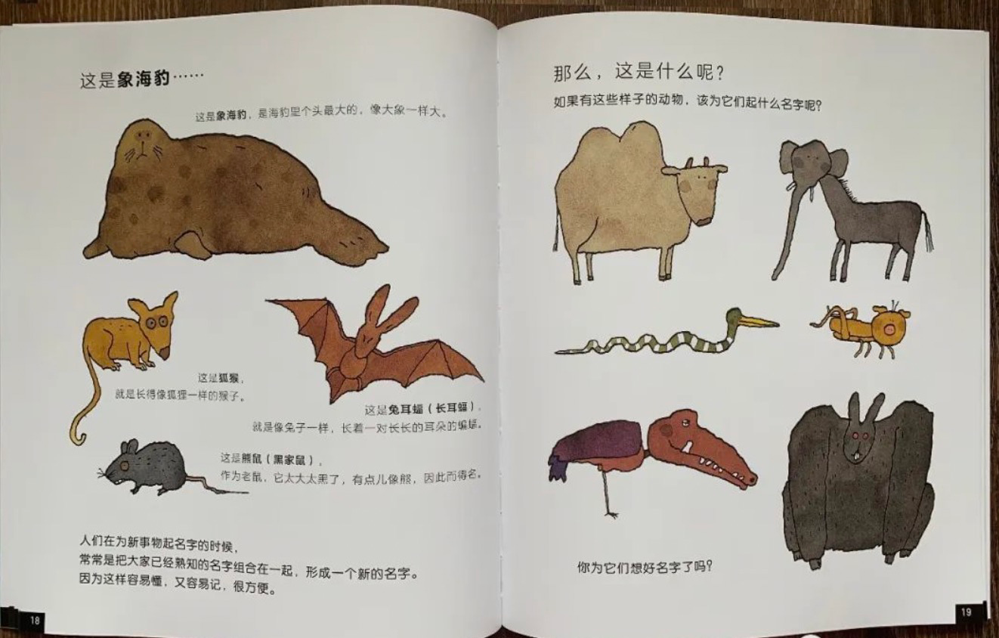 这是象海豹……
这是象海豹，是海豹里个头最大的，像大象一样大。
这是狐猴，
就是长得像狐狸一样的猴子。
这是兔耳蝠（长耳蝠），
就是像兔子一样，长着一对长长的耳朵的蝙蝠。
这是熊鼠（黑家鼠）。
作为老鼠，它太大太黑了，有点儿像熊，因此而得名。
人们在为新事物起名字的时候，
常常是把大家已经熟知的名字组合在一起，形成一个新的名字。
因为这样容易懂，又容易记，很方便。
18
那么，这是什么呢？
如果有这些样子的动物，该为它们起什么名字呢？
你为它们想好名字了吗？
19